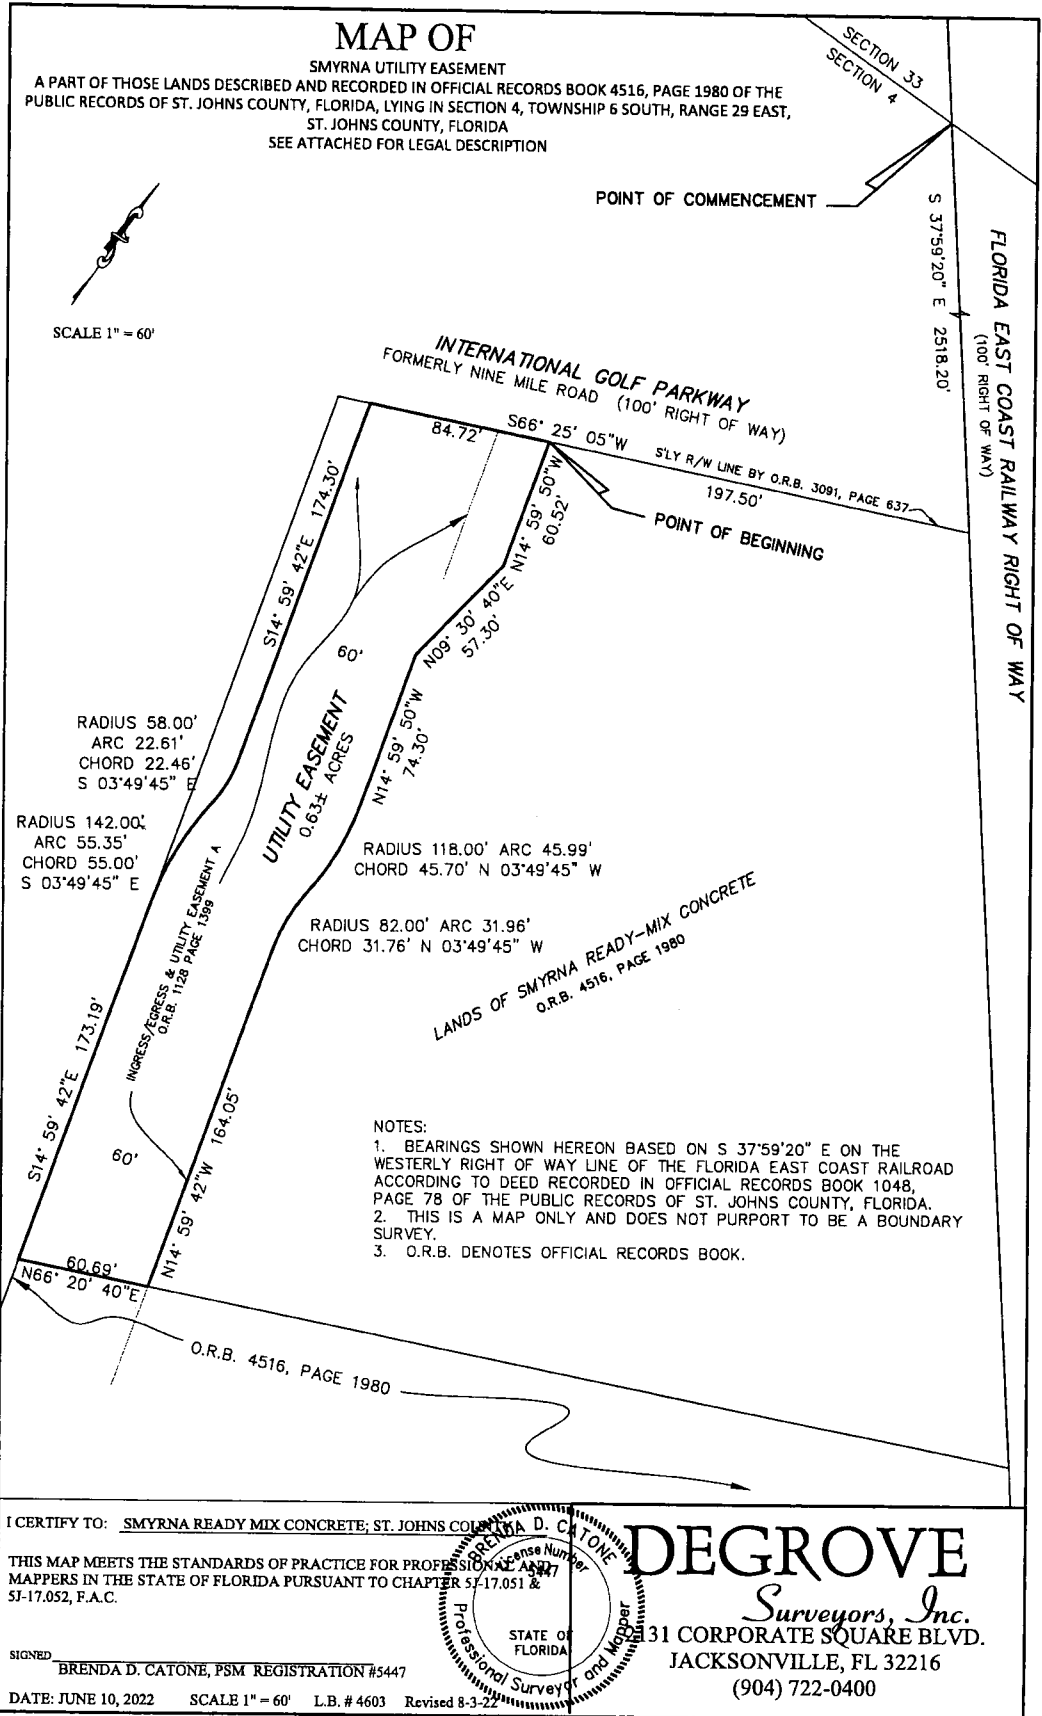 MAP OF
SMYRNA UTILITY EASEMENT
A PART OF THOSE LANDS DESCRIBED AND RECORDED IN OFFICIAL RECORDS BOOK 4516, PAGE 1980 OF THE
PUBLIC RECORDS OF ST. JOHNS COUNTY, FLORIDA, LYING IN SECTION 4, TOWNSHIP 6 SOUTH, RANGE 29 EAST,
ST. JOHNS COUNTY, FLORIDA
SEE ATTACHED FOR LEGAL DESCRIPTION
SECTION 33
SECTION 4
POINT OF COMMENCEMENT
S 37°59'20" E 2518.20'
FLORIDA EAST COAST RAILWAY RIGHT OF WAY
(100' RIGHT OF WAY)
SCALE 1" = 60'
INTERNATIONAL GOLF PARKWAY
FORMERLY NINE MILE ROAD (100' RIGHT OF WAY)
84.72'
S66° 25' 05"W
S'LY R/W LINE BY O.R.B. 3091, PAGE 637
197.50'
POINT OF BEGINNING
N14° 59' 50"W
60.52'
N09° 30' 40"E
57.30'
S14° 59' 42"E 174.30'
60'
N14° 59' 50"W
74.30'
UTILITY EASEMENT
0.63± ACRES
RADIUS 58.00'
ARC 22.61'
CHORD 22.46'
S 03°49'45" E
RADIUS 142.00'
ARC 55.35'
CHORD 55.00'
S 03°49'45" E
RADIUS 118.00' ARC 45.99'
CHORD 45.70' N 03°49'45" W
RADIUS 82.00' ARC 31.96'
CHORD 31.76' N 03°49'45" W
INGRESS/EGRESS & UTILITY EASEMENT A
O.R.B. 1128 PAGE 1399
LANDS OF SMYRNA READY-MIX CONCRETE
O.R.B. 4516, PAGE 1980
S14° 59' 42"E 173.19'
60'
N14° 59' 42"W 164.05'
60.69'
N66° 20' 40"E
O.R.B. 4516, PAGE 1980
NOTES:
1. BEARINGS SHOWN HEREON BASED ON S 37°59'20" E ON THE
WESTERLY RIGHT OF WAY LINE OF THE FLORIDA EAST COAST RAILROAD
ACCORDING TO DEED RECORDED IN OFFICIAL RECORDS BOOK 1048,
PAGE 78 OF THE PUBLIC RECORDS OF ST. JOHNS COUNTY, FLORIDA.
2. THIS IS A MAP ONLY AND DOES NOT PURPORT TO BE A BOUNDARY
SURVEY.
3. O.R.B. DENOTES OFFICIAL RECORDS BOOK.
I CERTIFY TO: SMYRNA READY MIX CONCRETE; ST. JOHNS COUNTY
THIS MAP MEETS THE STANDARDS OF PRACTICE FOR PROFESSIONAL AND
MAPPERS IN THE STATE OF FLORIDA PURSUANT TO CHAPTER 5J-17.051 &
5J-17.052, F.A.C.
SIGNED
BRENDA D. CATONE, PSM REGISTRATION #5447
DATE: JUNE 10, 2022 SCALE 1" = 60' L.B. # 4603 Revised 8-3-22
BRENDA D. CATONE
License Number
5447
STATE OF
FLORIDA
Professional Surveyor and Mapper
DEGROVE
Surveyors, Inc.
2131 CORPORATE SQUARE BLVD.
JACKSONVILLE, FL 32216
(904) 722-0400